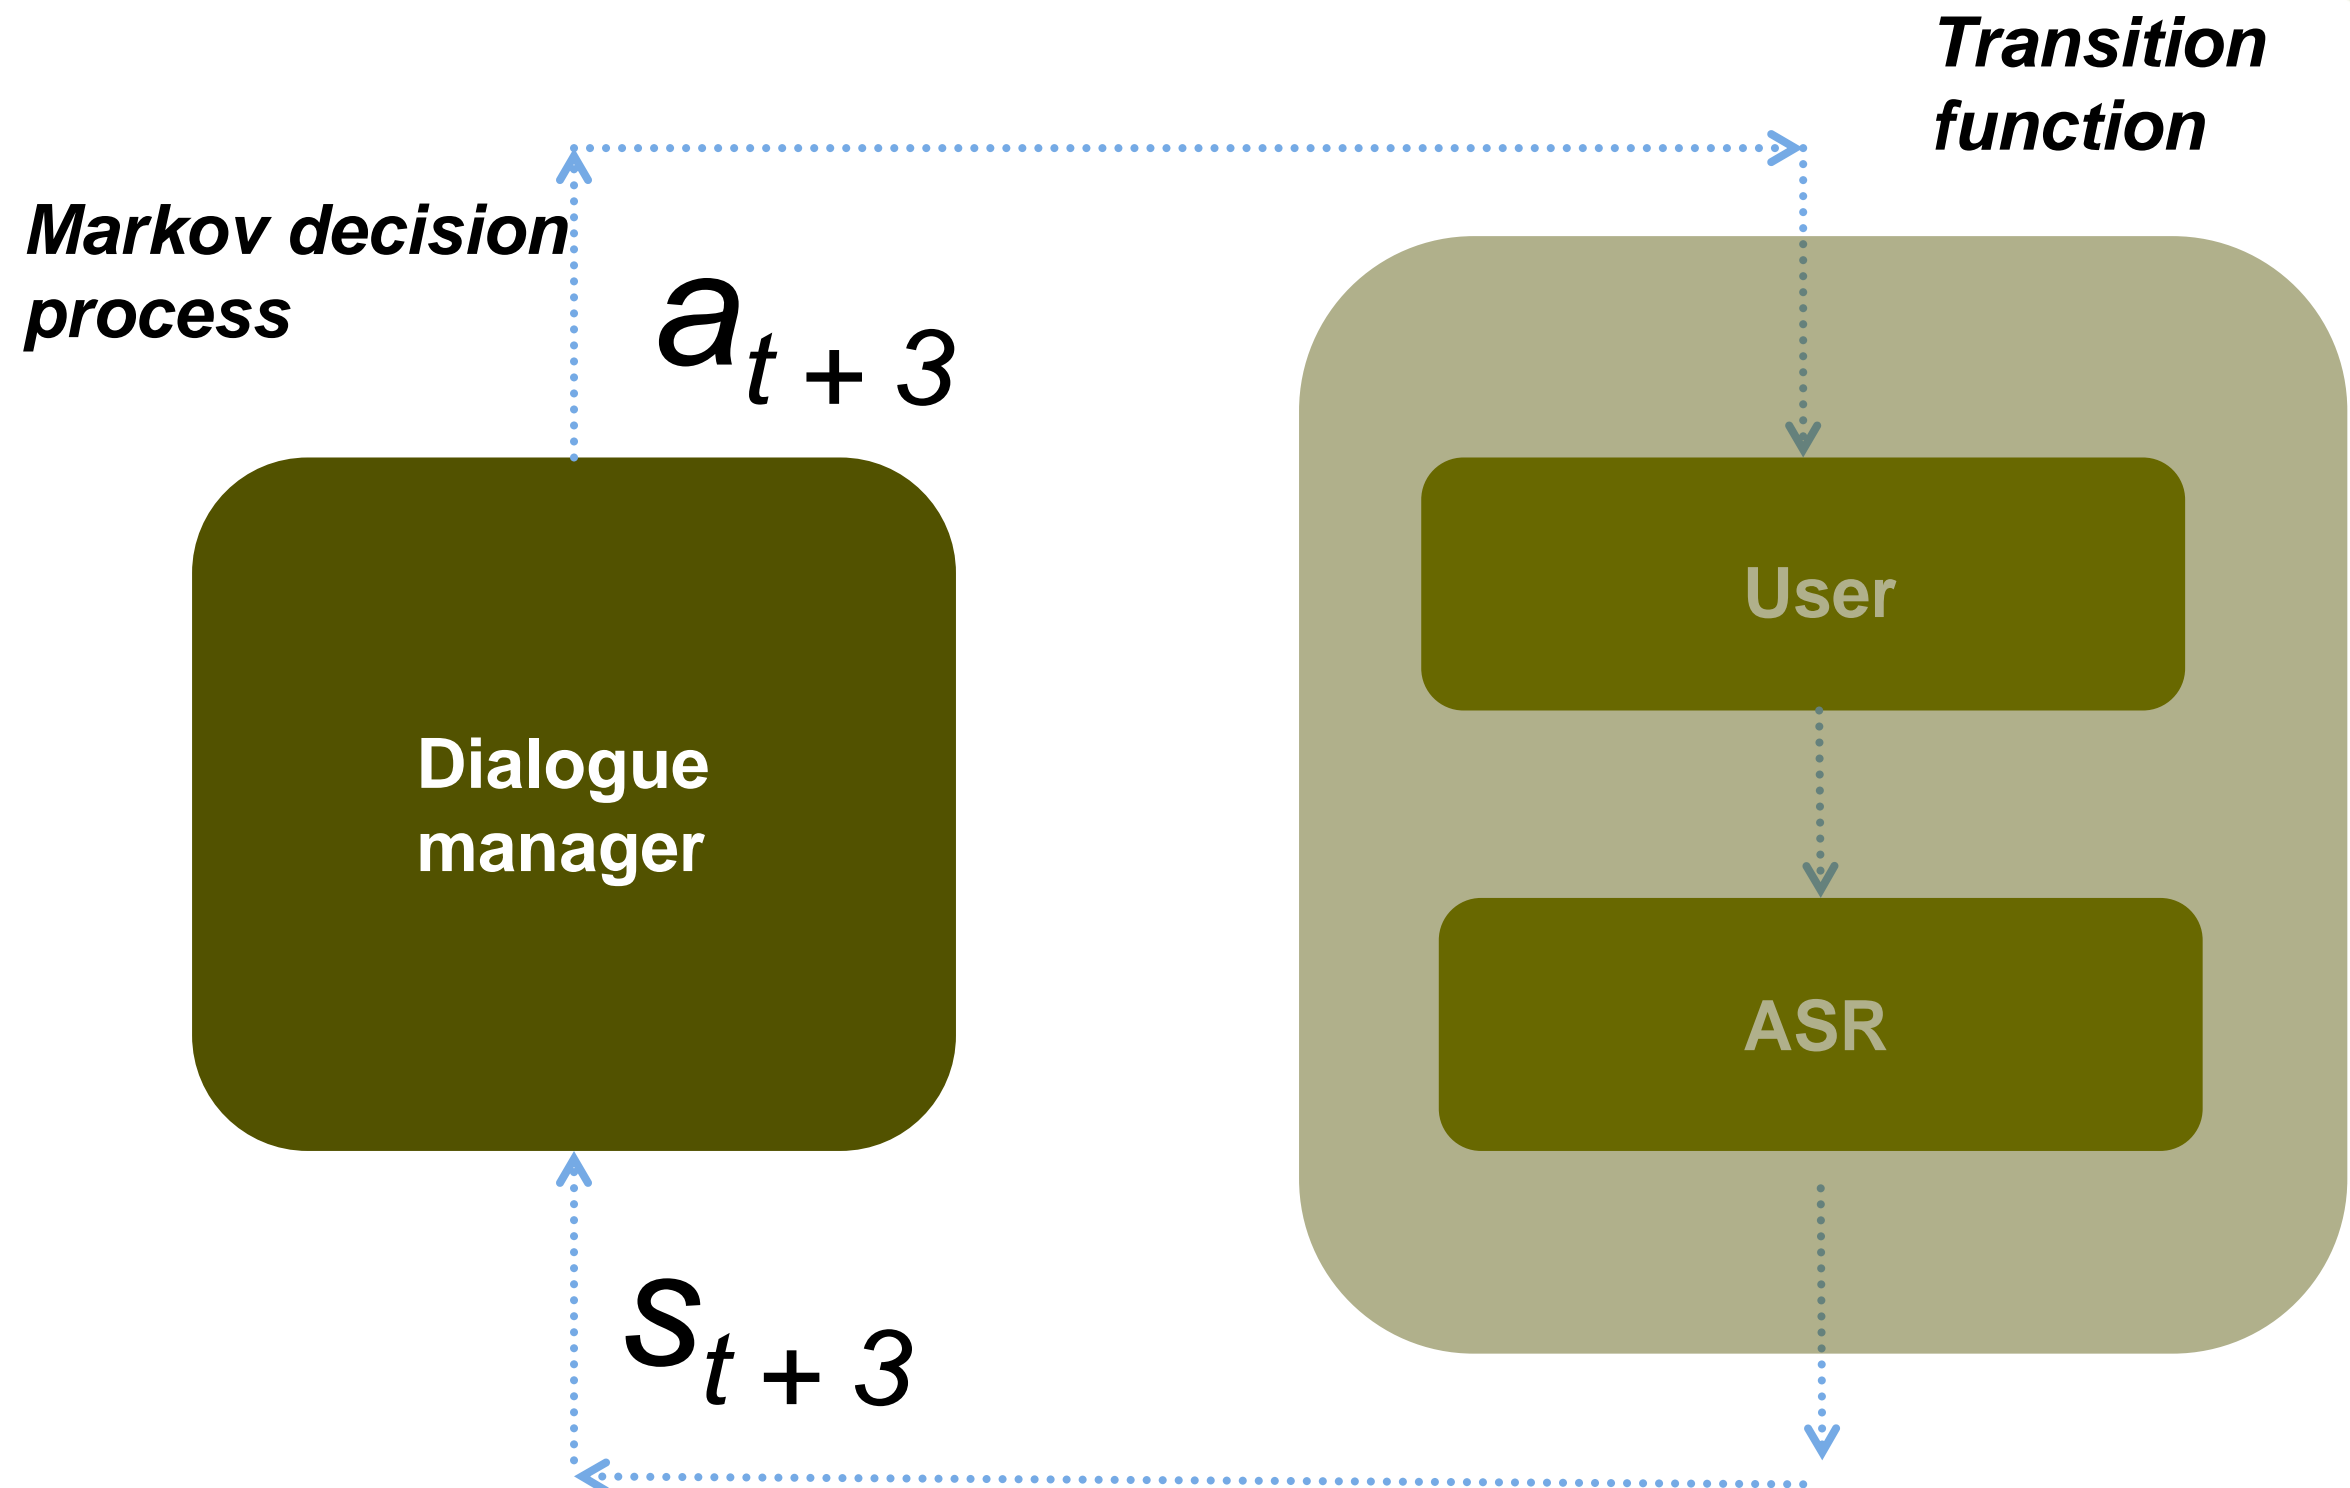 Transition
function
Markov decision
process
a t + 3
User
Dialogue
manager
ASR
s t + 3